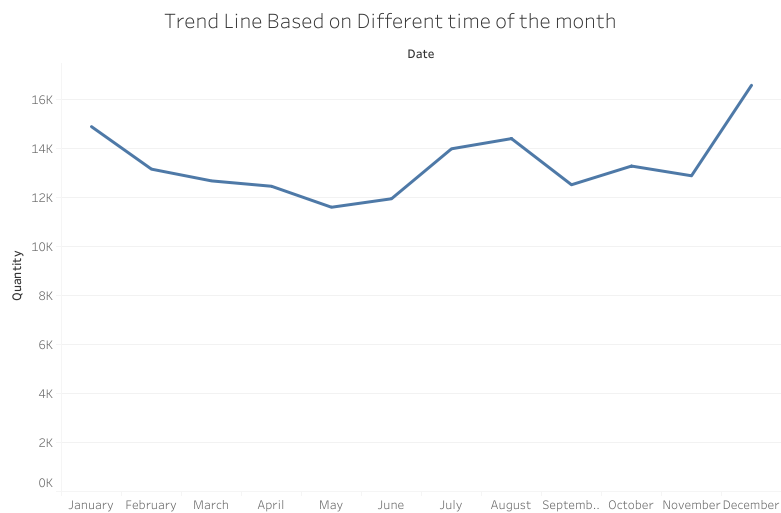 Trend Line Based on Different time of the month
Date
Quantity
16K
14K
12K
10K
8K
6K
4K
2K
0K
January February March April May June July August Septemb.. October November December